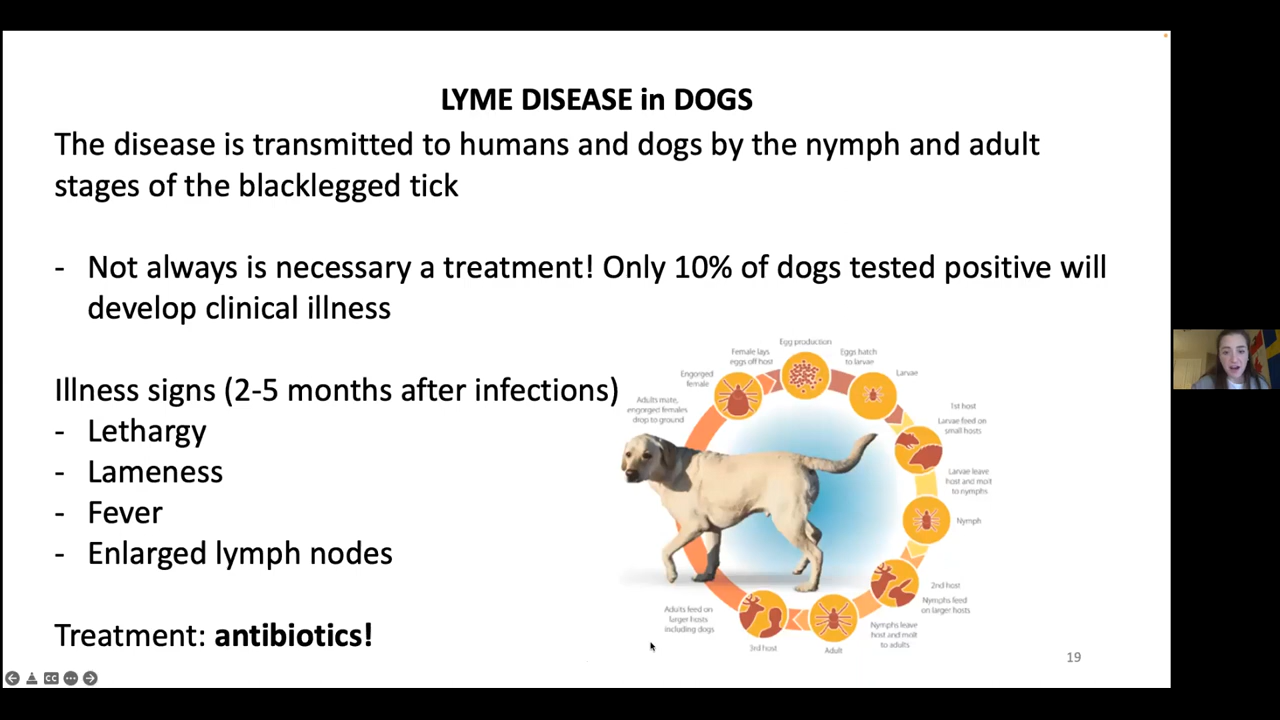 LYME DISEASE in DOGS
The disease is transmitted to humans and dogs by the nymph and adult
stages of the blacklegged tick
- Not always is necessary a treatment! Only 10% of dogs tested positive will
develop clinical illness
Illness signs (2-5 months after infections)
- Lethargy
- Lameness
- Fever
- Enlarged lymph nodes
Treatment: antibiotics!
Egg production
Eggs hatch
to larvae
Larvae
1st host
Larvae feed on
small hosts
Larvae leave
host and molt
to nymphs
Nymph
2nd host
Nymphs feed
on larger hosts
Nymphs leave
host and molt
to adults
Adult
3rd host
Adults feed on
larger hosts
including dogs
Adults mate,
engorged females
drop to ground
Engorged
female
Female lays
eggs off host
19
CC